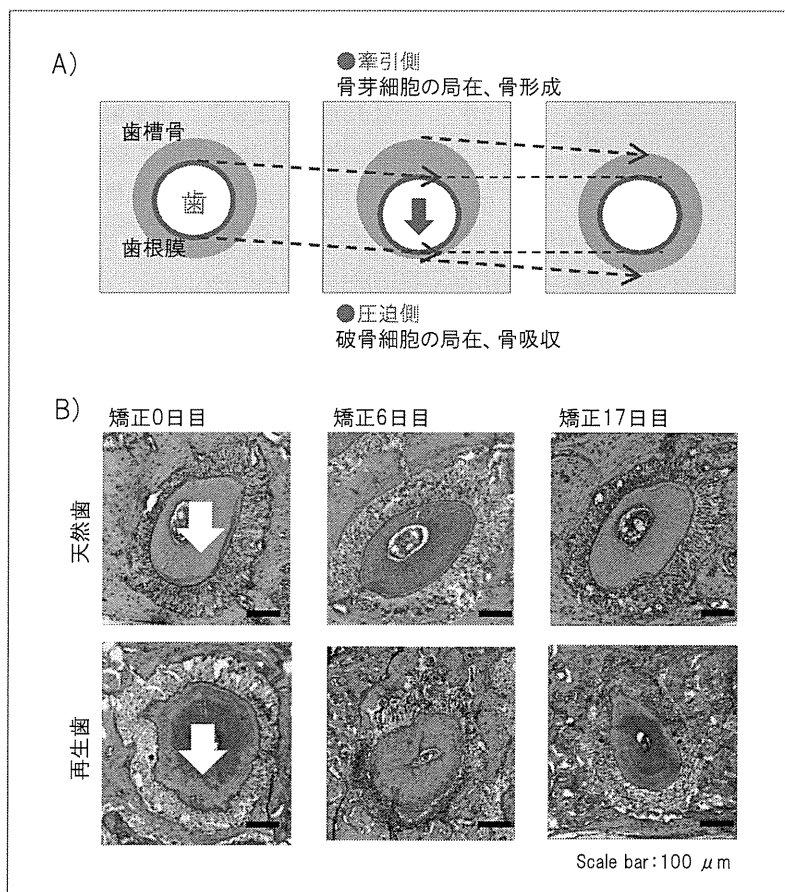 A)
●牽引側
骨芽細胞の局在、骨形成
歯槽骨
歯
歯根膜
●圧迫側
破骨細胞の局在、骨吸収
B)
矯正0日目
矯正6日目
矯正17日目
天然歯
再生歯
Scale bar:100 μm